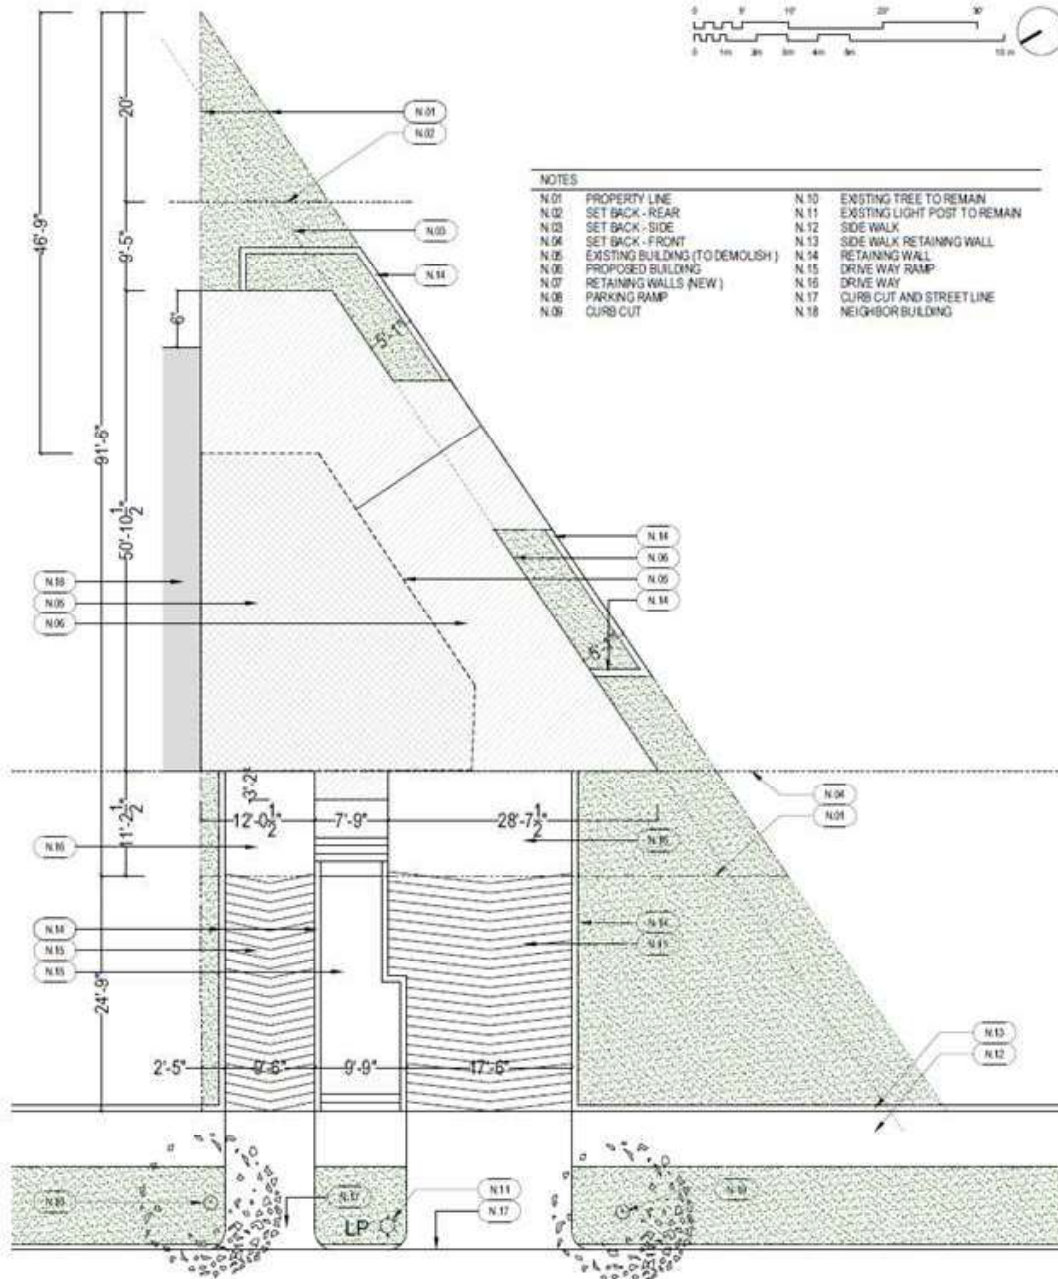 0 5' 10' 20' 30'
0 1m 2m 3m 4m 5m 10 m
NOTES
N.01 PROPERTY LINE
N.02 SET BACK - REAR
N.03 SET BACK - SIDE
N.04 SET BACK - FRONT
N.05 EXISTING BUILDING (TO DEMOLISH )
N.06 PROPOSED BUILDING
N.07 RETAINING WALLS (NEW )
N.08 PARKING RAMP
N.09 CURB CUT
N.10 EXISTING TREE TO REMAIN
N.11 EXISTING LIGHT POST TO REMAIN
N.12 SIDE WALK
N.13 SIDE WALK RETAINING WALL
N.14 RETAINING WALL
N.15 DRIVE WAY RAMP
N.16 DRIVE WAY
N.17 CURB CUT AND STREET LINE
N.18 NEIGHBOR BUILDING
20'
N.01
N.02
46'-9"
9'-5"
N.03
N.14
6"
5'-1"
91'-6"
50'-10 1/2"
N.14
N.06
N.05
N.14
N.18
N.05
N.06
5'-1"
3'-2"
N.04
N.01
11'-2 1/2"
12'-0 1/2"
7'-9"
28'-7 1/2"
N.16
N.16
N.14
N.15
N.15
N.14
24'-9"
2'-5"
9'-6"
9'-9"
17'-6"
N.13
N.12
N.17
N.11
N.17
LP